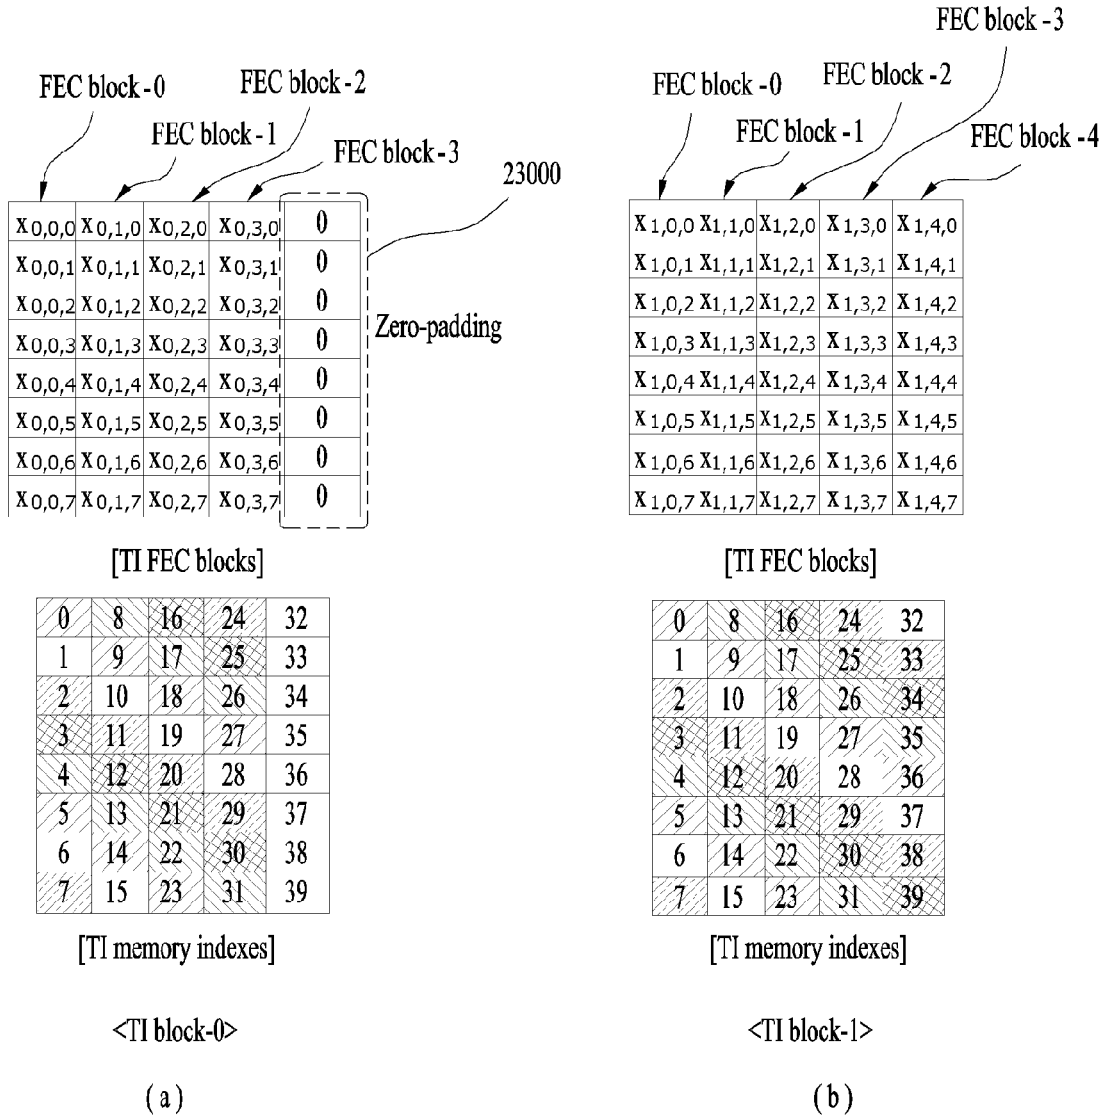 FEC block -0
FEC block -1
FEC block -2
FEC block -3
23000
x0,0,0 x0,1,0 x0,2,0 x0,3,0 0
x0,0,1 x0,1,1 x0,2,1 x0,3,1 0
x0,0,2 x0,1,2 x0,2,2 x0,3,2 0
x0,0,3 x0,1,3 x0,2,3 x0,3,3 0
x0,0,4 x0,1,4 x0,2,4 x0,3,4 0
x0,0,5 x0,1,5 x0,2,5 x0,3,5 0
x0,0,6 x0,1,6 x0,2,6 x0,3,6 0
x0,0,7 x0,1,7 x0,2,7 x0,3,7 0
Zero-padding
[TI FEC blocks]
0 8 16 24 32
1 9 17 25 33
2 10 18 26 34
3 11 19 27 35
4 12 20 28 36
5 13 21 29 37
6 14 22 30 38
7 15 23 31 39
[TI memory indexes]
<TI block-0>
(a)
FEC block -0
FEC block -1
FEC block -2
FEC block -3
FEC block -4
x1,0,0 x1,1,0 x1,2,0 x1,3,0 x1,4,0
x1,0,1 x1,1,1 x1,2,1 x1,3,1 x1,4,1
x1,0,2 x1,1,2 x1,2,2 x1,3,2 x1,4,2
x1,0,3 x1,1,3 x1,2,3 x1,3,3 x1,4,3
x1,0,4 x1,1,4 x1,2,4 x1,3,4 x1,4,4
x1,0,5 x1,1,5 x1,2,5 x1,3,5 x1,4,5
x1,0,6 x1,1,6 x1,2,6 x1,3,6 x1,4,6
x1,0,7 x1,1,7 x1,2,7 x1,3,7 x1,4,7
[TI FEC blocks]
0 8 16 24 32
1 9 17 25 33
2 10 18 26 34
3 11 19 27 35
4 12 20 28 36
5 13 21 29 37
6 14 22 30 38
7 15 23 31 39
[TI memory indexes]
<TI block-1>
(b)